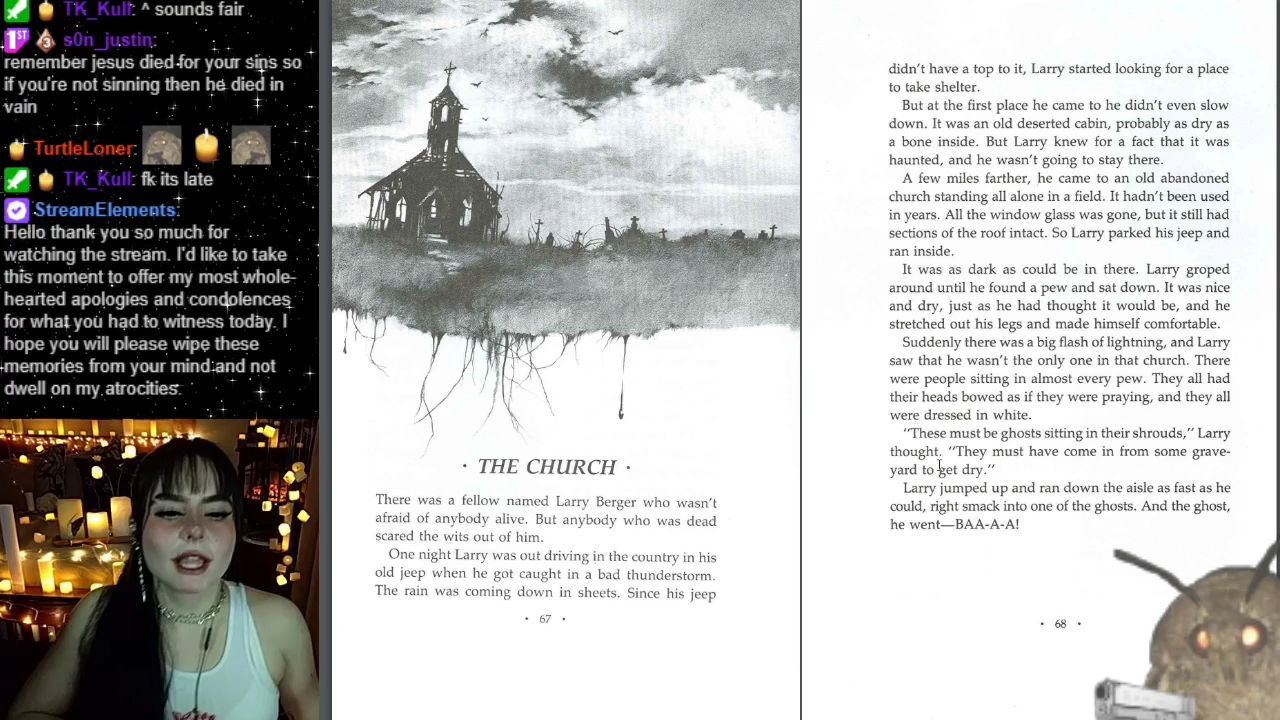 TK_Kull: ^ sounds fair
1ST s0n_justin:
remember jesus died for your sins so
if you're not sinning then he died in
vain
TurtleLoner:
TK_Kull: fk its late
StreamElements:
Hello thank you so much for
watching the stream. I'd like to take
this moment to offer my most whole-
hearted apologies and condolences
for what you had to witness today. I
hope you will please wipe these
memories from your mind and not
dwell on my atrocities.
· THE CHURCH ·
There was a fellow named Larry Berger who wasn't
afraid of anybody alive. But anybody who was dead
scared the wits out of him.
One night Larry was out driving in the country in his
old jeep when he got caught in a bad thunderstorm.
The rain was coming down in sheets. Since his jeep
· 67 ·
didn't have a top to it, Larry started looking for a place
to take shelter.
But at the first place he came to he didn't even slow
down. It was an old deserted cabin, probably as dry as
a bone inside. But Larry knew for a fact that it was
haunted, and he wasn't going to stay there.
A few miles farther, he came to an old abandoned
church standing all alone in a field. It hadn't been used
in years. All the window glass was gone, but it still had
sections of the roof intact. So Larry parked his jeep and
ran inside.
It was as dark as could be in there. Larry groped
around until he found a pew and sat down. It was nice
and dry, just as he had thought it would be, and he
stretched out his legs and made himself comfortable.
Suddenly there was a big flash of lightning, and Larry
saw that he wasn't the only one in that church. There
were people sitting in almost every pew. They all had
their heads bowed as if they were praying, and they all
were dressed in white.
"These must be ghosts sitting in their shrouds," Larry
thought. "They must have come in from some grave-
yard to get dry."
Larry jumped up and ran down the aisle as fast as he
could, right smack into one of the ghosts. And the ghost,
he went—BAA-A-A!
· 68 ·